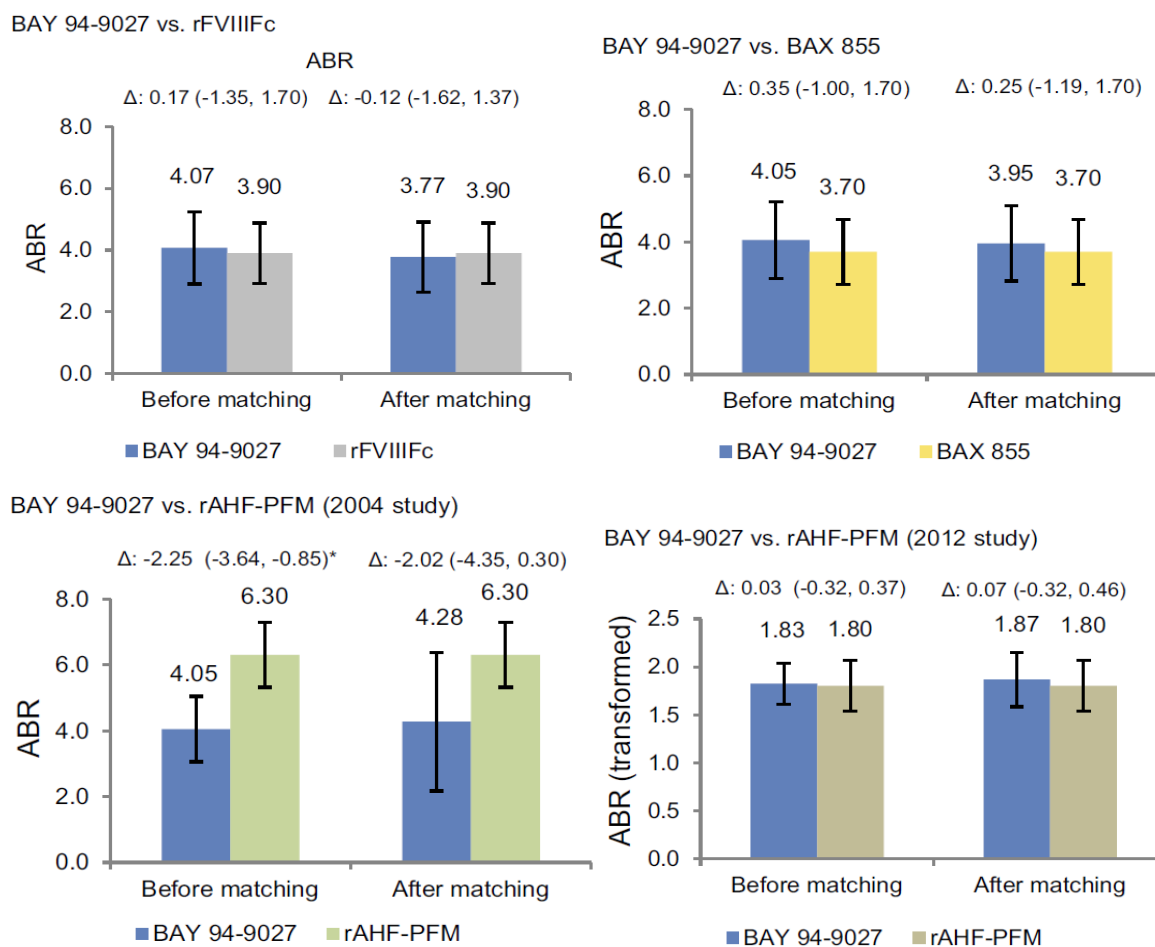 BAY 94-9027 vs. rFVIIIFc
ABR
Δ: 0.17 (-1.35, 1.70) Δ: -0.12 (-1.62, 1.37)
8.0
6.0
4.0
2.0
0.0
ABR
4.07 3.90 3.77 3.90
Before matching After matching
BAY 94-9027 rFVIIIFc
BAY 94-9027 vs. BAX 855
Δ: 0.35 (-1.00, 1.70) Δ: 0.25 (-1.19, 1.70)
8.0
6.0
4.0
2.0
0.0
ABR
4.05 3.70 3.95 3.70
Before matching After matching
BAY 94-9027 BAX 855
BAY 94-9027 vs. rAHF-PFM (2004 study)
Δ: -2.25 (-3.64, -0.85)* Δ: -2.02 (-4.35, 0.30)
8.0
6.0
4.0
2.0
0.0
ABR
4.05 6.30 4.28 6.30
Before matching After matching
BAY 94-9027 rAHF-PFM
BAY 94-9027 vs. rAHF-PFM (2012 study)
Δ: 0.03 (-0.32, 0.37) Δ: 0.07 (-0.32, 0.46)
2.5
2.0
1.5
1.0
0.5
0.0
ABR (transformed)
1.83 1.80 1.87 1.80
Before matching After matching
BAY 94-9027 rAHF-PFM